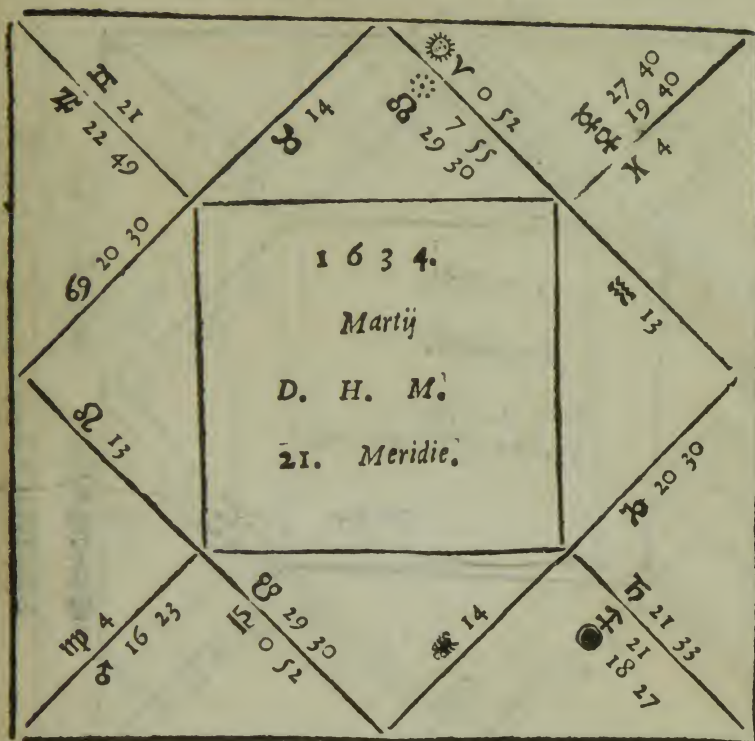 ♊ 21
♃ 22 49
♋ 20 30
♉ 14
☉ ♈ 0 52
7 55
☊ 29 30
27 40
19 40
♓ 4
♒ 13
1 6 3 4.
Martij
D. H. M.
21. Meridie.
♌ 13
♑ 20 30
♍ 4
♂ 16 23
☋ 29 30
♎ 0 52
♏ 14
♄ 21 33
♐ 21
18 27